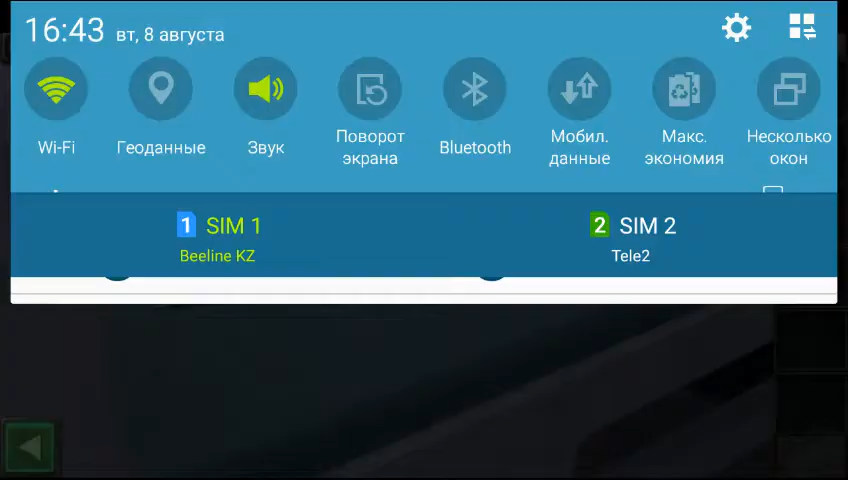 16:43 вт, 8 августа
Wi-Fi
Геоданные
Звук
Поворот
экрана
Bluetooth
Мобил.
данные
Макс.
экономия
Несколько
окон
1 SIM 1
Beeline KZ
2 SIM 2
Tele2